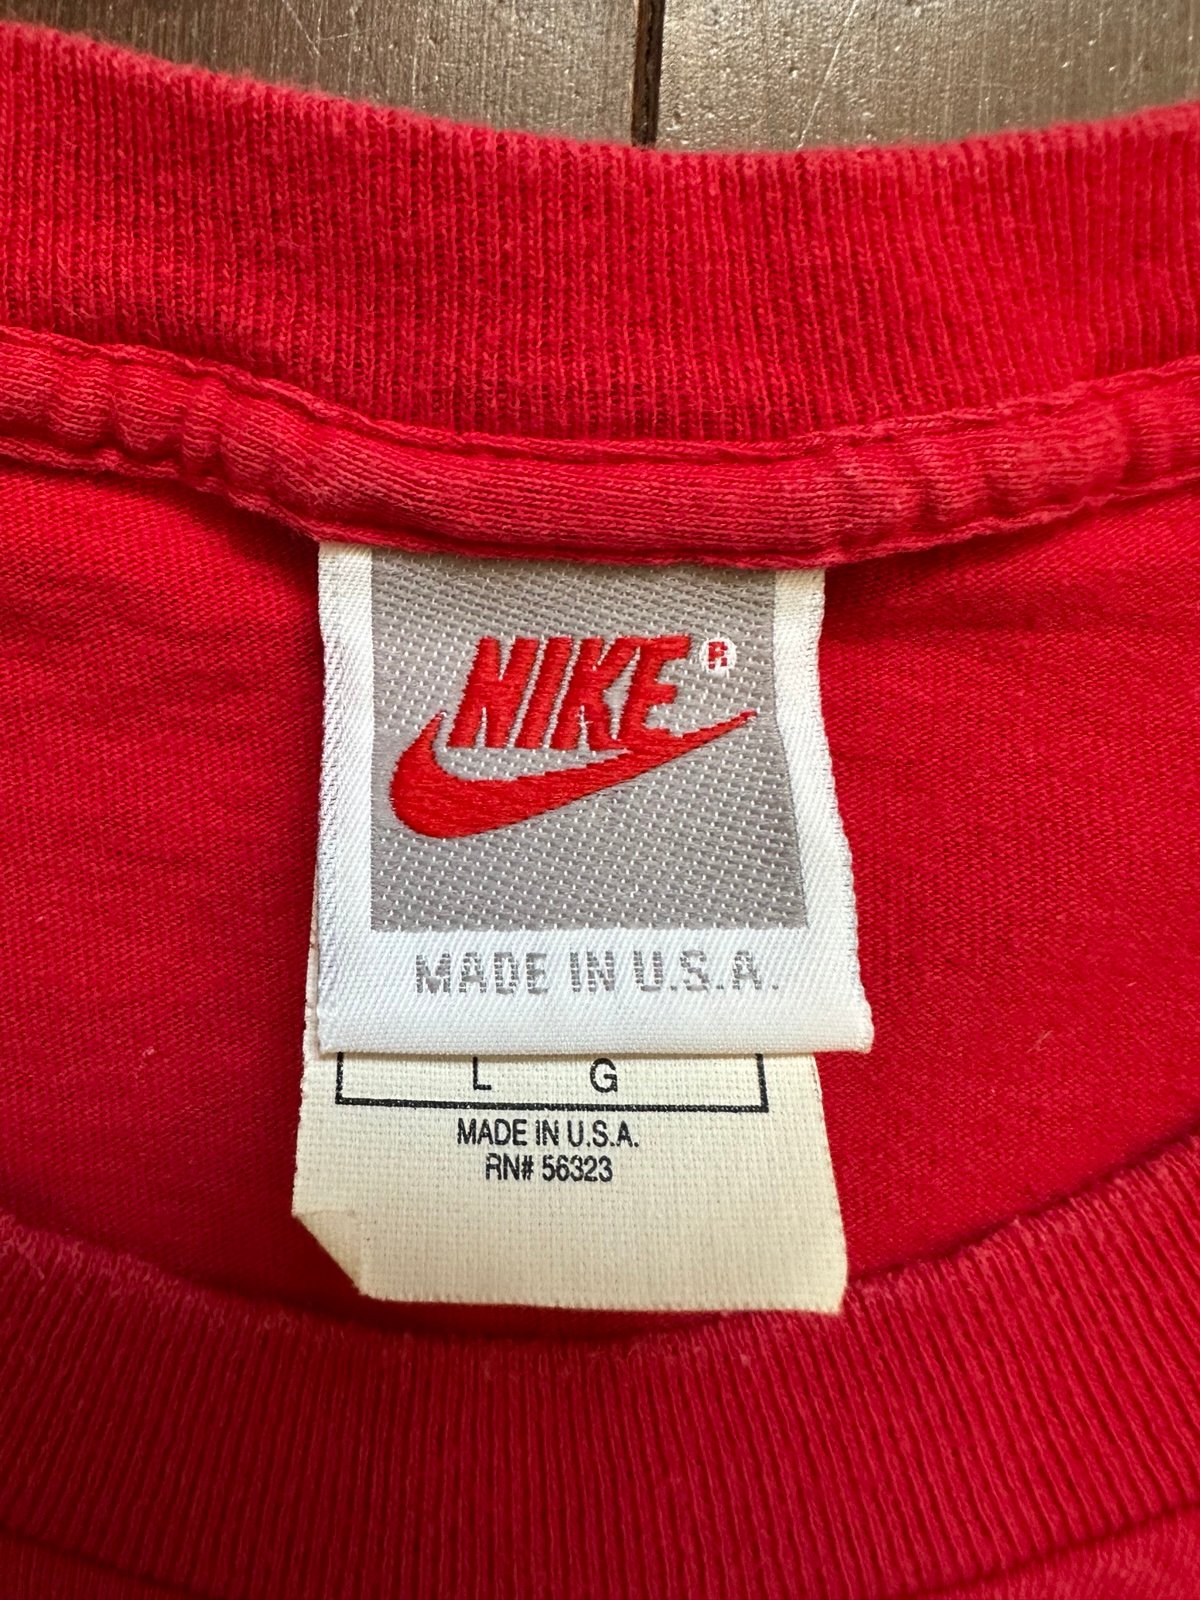 NIKE®
MADE IN U.S.A.
L G
MADE IN U.S.A.
RN# 56323